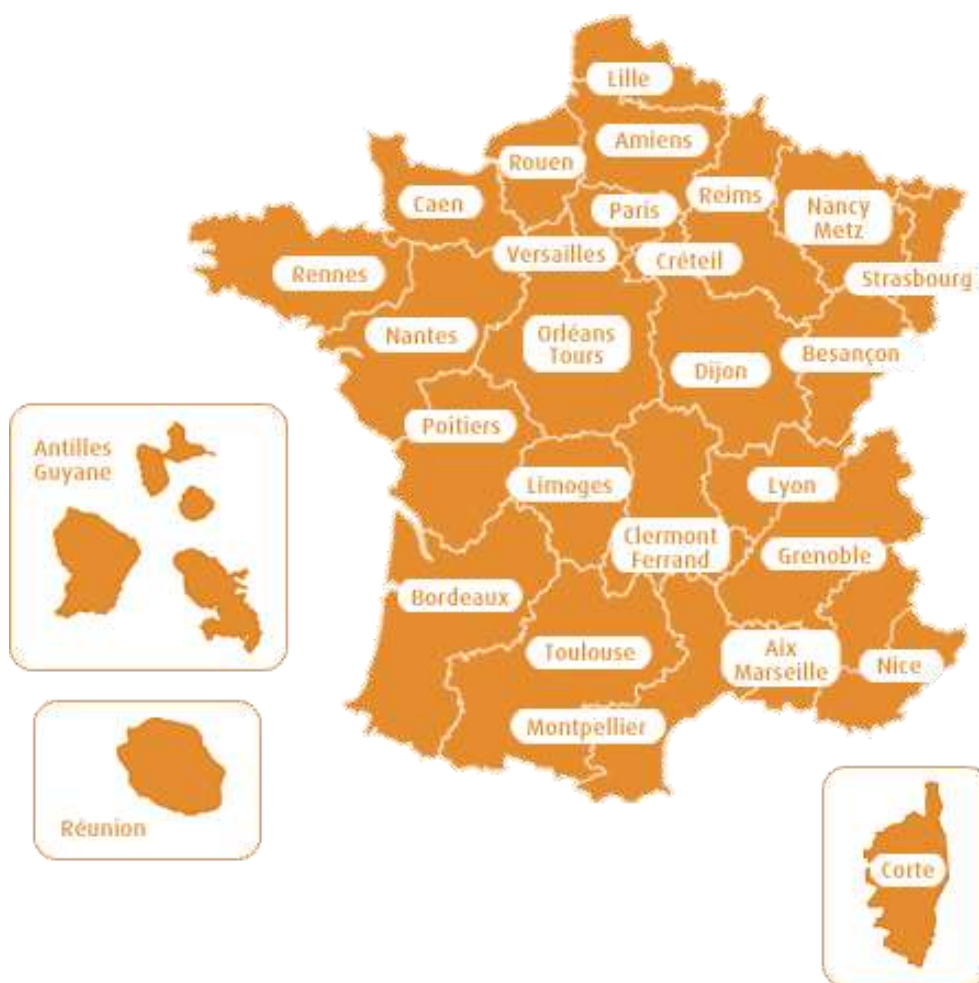 Lille
Amiens
Rouen
Reims
Caen
Paris
Nancy
Metz
Versailles
Créteil
Rennes
Strasbourg
Nantes
Orléans
Tours
Besançon
Dijon
Poitiers
Antilles
Guyane
Limoges
Lyon
Clermont
Ferrand
Grenoble
Bordeaux
Toulouse
Aix
Marseille
Nice
Montpellier
Réunion
Corte